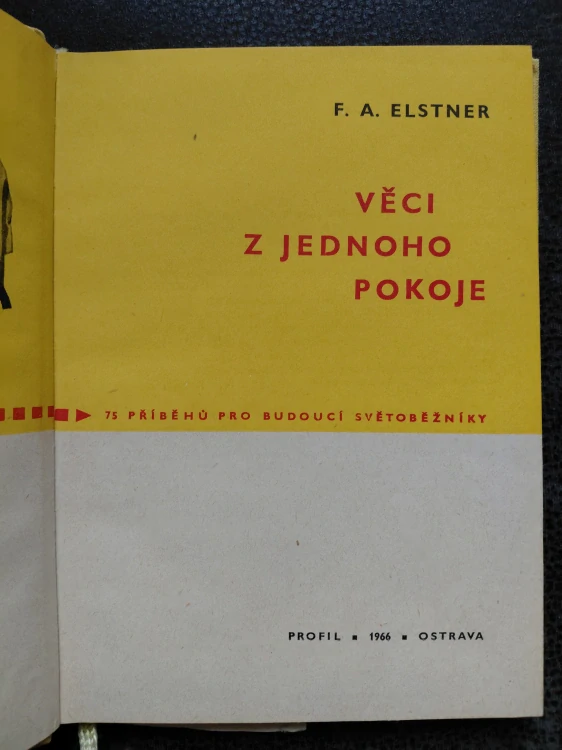 F. A. ELSTNER
VĚCI
Z JEDNOHO
POKOJE
75 PŘÍBĚHŮ PRO BUDOUCÍ SVĚTOBĚŽNÍKY
PROFIL ▪ 1966 ▪ OSTRAVA